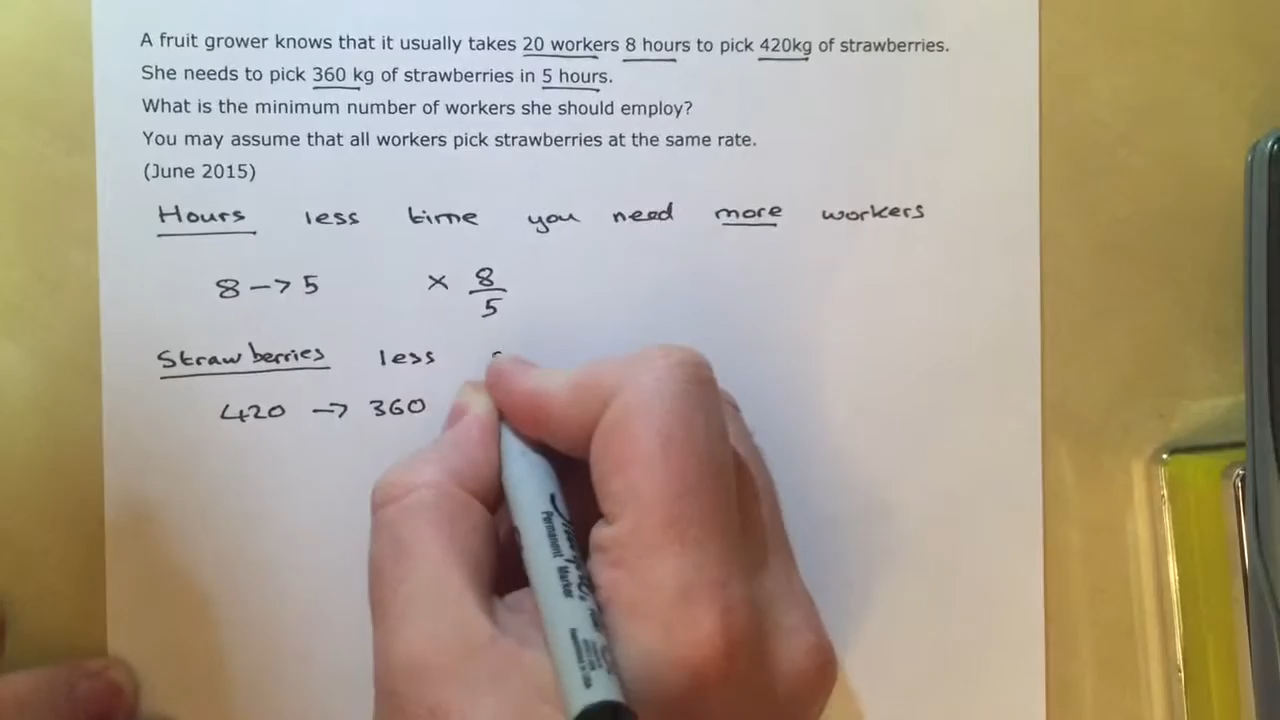 A fruit grower knows that it usually takes 20 workers 8 hours to pick 420kg of strawberries.
She needs to pick 360 kg of strawberries in 5 hours.
What is the minimum number of workers she should employ?
You may assume that all workers pick strawberries at the same rate.
(June 2015)
Hours less time you need more workers
8 -> 5 × 8/5
Strawberries less
420 -> 360
Permanent Marker